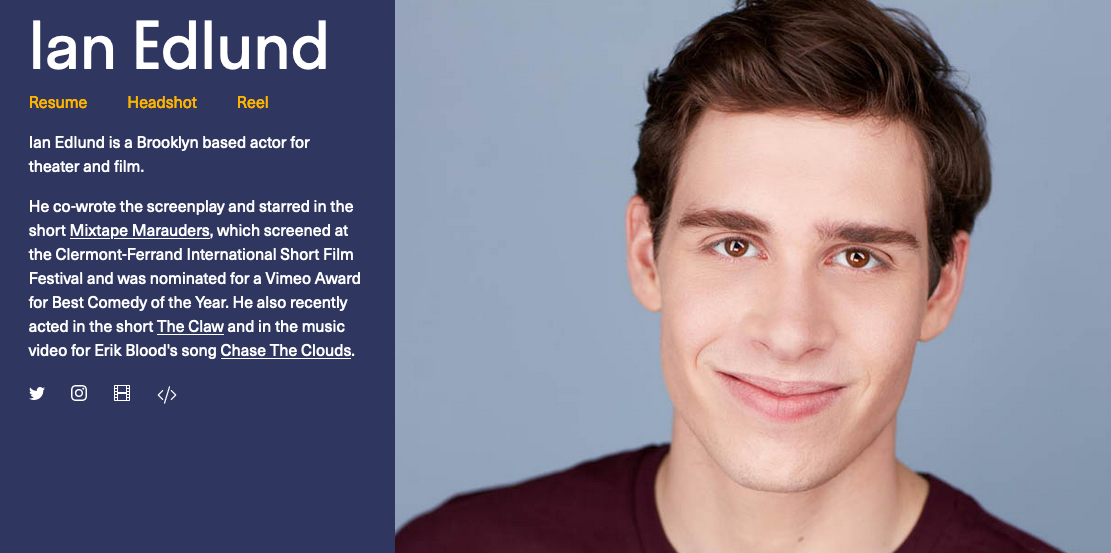 Ian Edlund
Resume Headshot Reel
Ian Edlund is a Brooklyn based actor for
theater and film.
He co-wrote the screenplay and starred in the
short Mixtape Marauders, which screened at
the Clermont-Ferrand International Short Film
Festival and was nominated for a Vimeo Award
for Best Comedy of the Year. He also recently
acted in the short The Claw and in the music
video for Erik Blood's song Chase The Clouds.